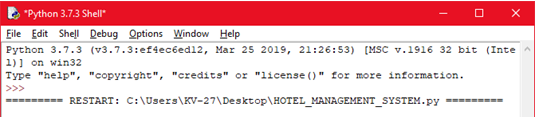 *Python 3.7.3 Shell*
File Edit Shell Debug Options Window Help
Python 3.7.3 (v3.7.3:ef4ec6ed12, Mar 25 2019, 21:26:53) [MSC v.1916 32 bit (Inte
l)] on win32
Type "help", "copyright", "credits" or "license()" for more information.
>>>
========= RESTART: C:\Users\KV-27\Desktop\HOTEL_MANAGEMENT_SYSTEM.py =========